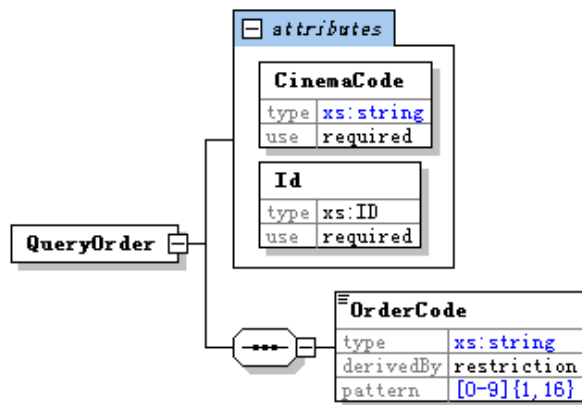 attributes
CinemaCode
type xs:string
use required
Id
type xs:ID
use required
QueryOrder
OrderCode
type xs:string
derivedBy restriction
pattern [0-9]{1,16}